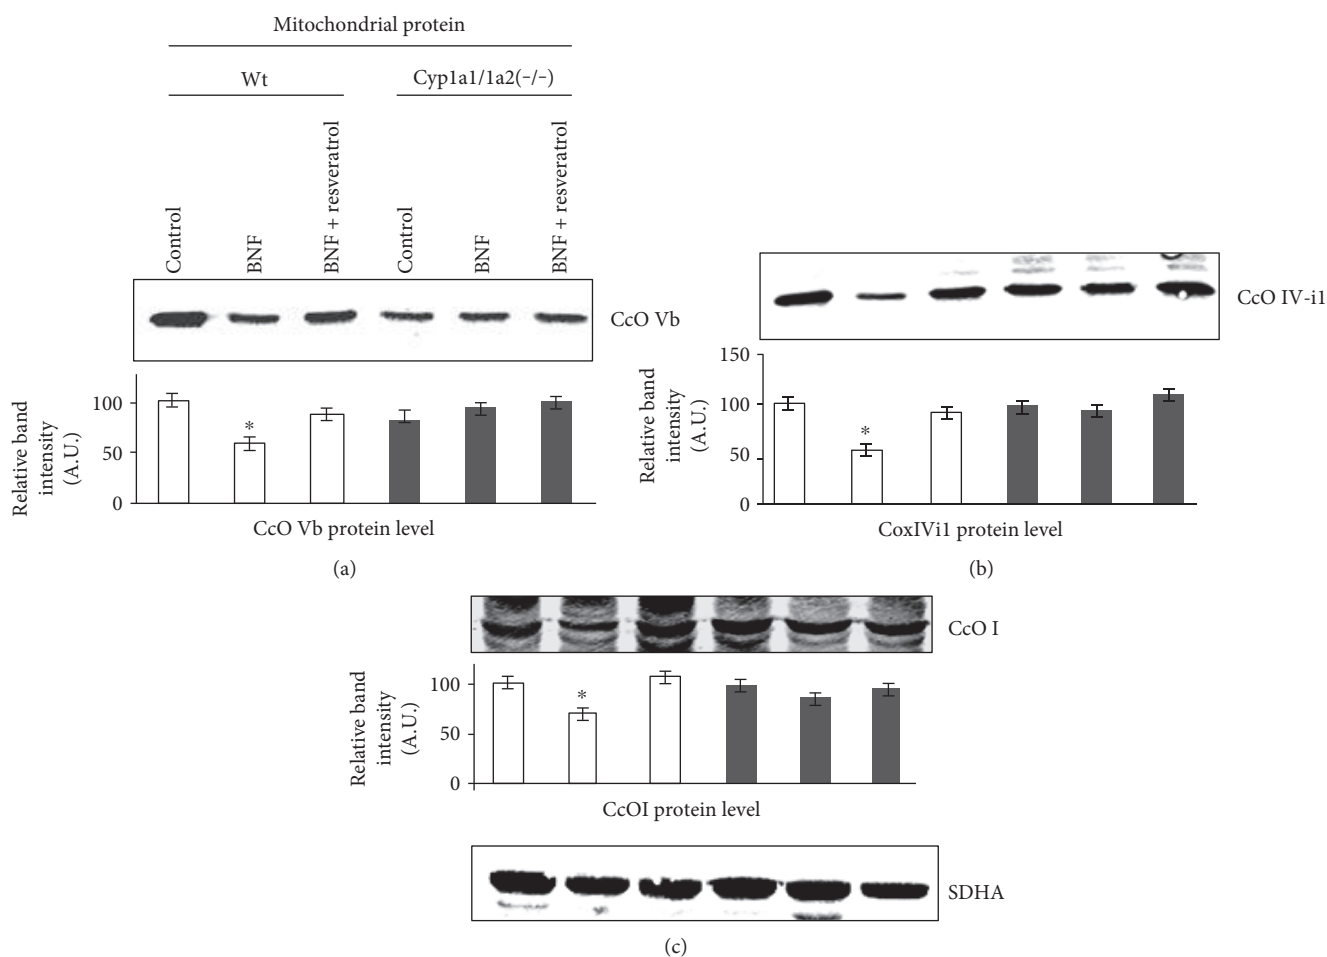 Mitochondrial protein
Wt
Cyp1a1/1a2(−/−)
Control
BNF
BNF + resveratrol
Control
BNF
BNF + resveratrol
CcO Vb
Relative band
intensity
(A.U.)
100
50
0
*
CcO Vb protein level
(a)
CcO IV-i1
Relative band
intensity
(A.U.)
150
100
50
0
*
CoxIVi1 protein level
(b)
CcO I
Relative band
intensity
(A.U.)
100
50
0
*
CcOI protein level
SDHA
(c)